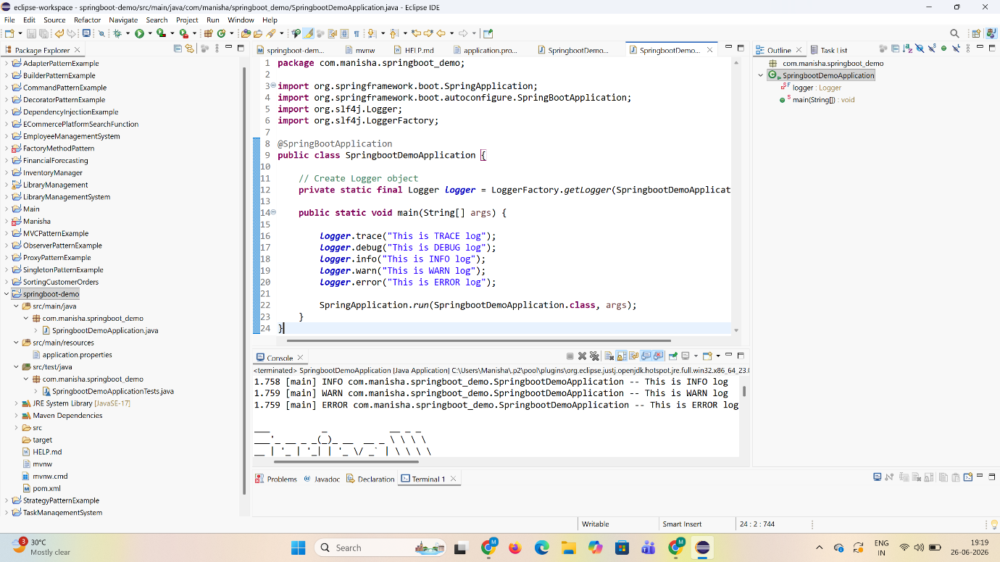 eclipse-workspace - springboot-demo/src/main/java/com/manisha/springboot_demo/SpringbootDemoApplication.java - Eclipse IDE
File Edit Source Refactor Navigate Search Project Run Window Help
Package Explorer
AdapterPatternExample
BuilderPatternExample
CommandPatternExample
DecoratorPatternExample
DependencyInjectionExample
ECommercePlatformSearchFunction
EmployeeManagementSystem
FactoryMethodPattern
FinancialForecasting
InventoryManager
LibraryManagement
LibraryManagementSystem
Main
Manisha
MVCPatternExample
ObserverPatternExample
ProxyPatternExample
SingletonPatternExample
SortingCustomerOrders
springboot-demo
src/main/java
com.manisha.springboot_demo
SpringbootDemoApplication.java
src/main/resources
application.properties
src/test/java
com.manisha.springboot_demo
SpringbootDemoApplicationTests.java
JRE System Library [JavaSE-17]
Maven Dependencies
src
target
HELP.md
mvnw
mvnw.cmd
pom.xml
StrategyPatternExample
TaskManagementSystem
springboot-dem... mvnw HELP.md application.pro... SpringbootDemo... SpringbootDemo...
1 package com.manisha.springboot_demo;
2
3 import org.springframework.boot.SpringApplication;
4 import org.springframework.boot.autoconfigure.SpringBootApplication;
5 import org.slf4j.Logger;
6 import org.slf4j.LoggerFactory;
7
8 @SpringBootApplication
9 public class SpringbootDemoApplication {
10
11 // Create Logger object
12 private static final Logger logger = LoggerFactory.getLogger(SpringbootDemoApplicat
13
14 public static void main(String[] args) {
15
16 logger.trace("This is TRACE log");
17 logger.debug("This is DEBUG log");
18 logger.info("This is INFO log");
19 logger.warn("This is WARN log");
20 logger.error("This is ERROR log");
21
22 SpringApplication.run(SpringbootDemoApplication.class, args);
23 }
24 }
Console
<terminated> SpringbootDemoApplication [Java Application] C:\Users\Manisha\.p2\pool\plugins\org.eclipse.justj.openjdk.hotspot.jre.full.win32.x86_64_23.0
1.758 [main] INFO com.manisha.springboot_demo.SpringbootDemoApplication -- This is INFO log
1.759 [main] WARN com.manisha.springboot_demo.SpringbootDemoApplication -- This is WARN log
1.759 [main] ERROR com.manisha.springboot_demo.SpringbootDemoApplication -- This is ERROR log
___ _ __ _ _
___'_ __ _ _(_)_ __ __ _ \ \ \ \
__ | '_ | '_| | '_ \/ _` | \ \ \ \
Problems Javadoc Declaration Terminal 1
Outline Task List
com.manisha.springboot_demo
SpringbootDemoApplication
logger : Logger
main(String[]) : void
Writable Smart Insert 24 : 2 : 744
3
30°C
Mostly clear
Search
M
M
ENG
IN
19:19
26-06-2026